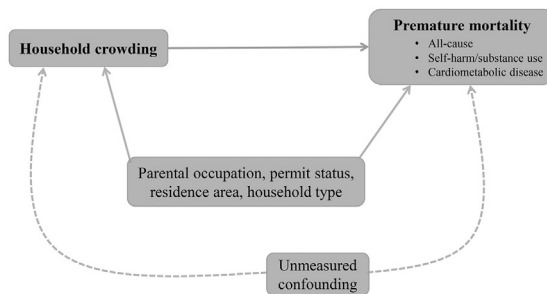 Household crowding
Premature mortality
• All-cause
• Self-harm/substance use
• Cardiometabolic disease
Parental occupation, permit status,
residence area, household type
Unmeasured
confounding